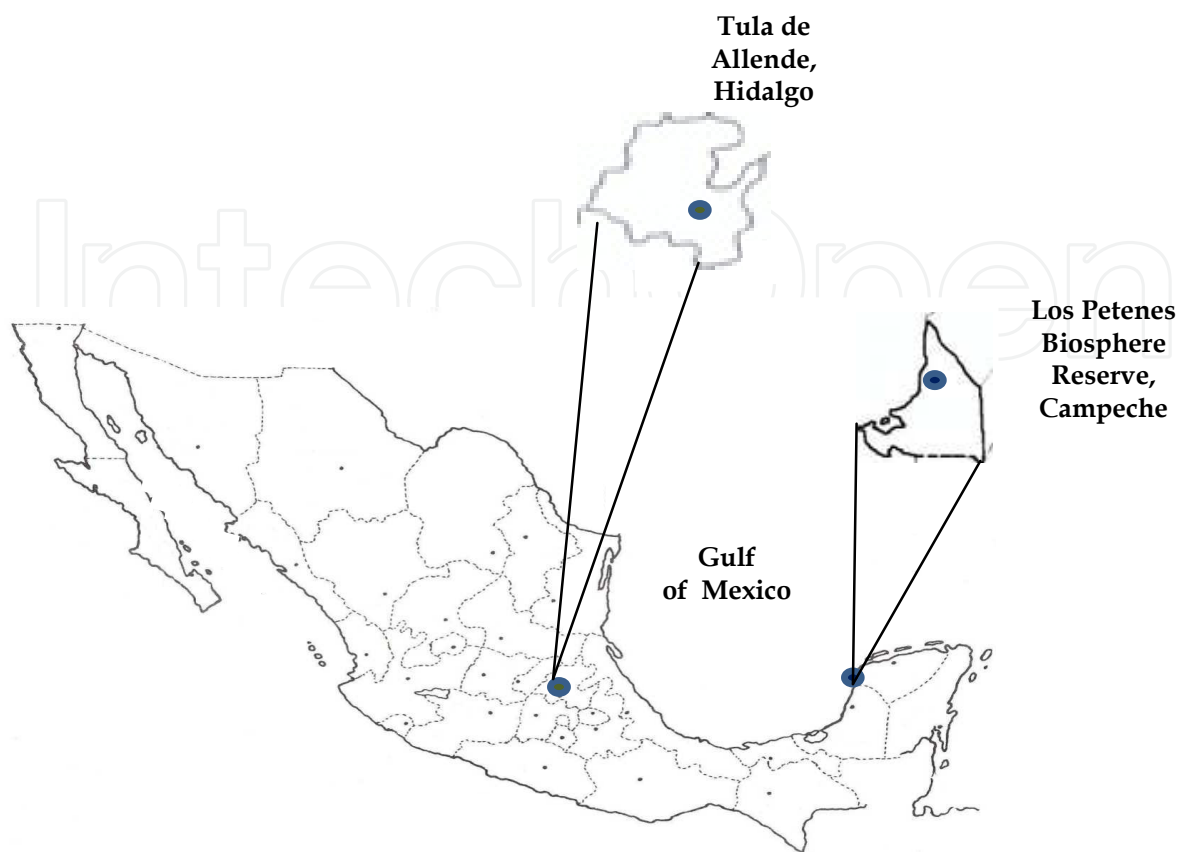 Tula de
Allende,
Hidalgo
IntechOpen
Los Petenes
Biosphere
Reserve,
Campeche
Gulf
of Mexico